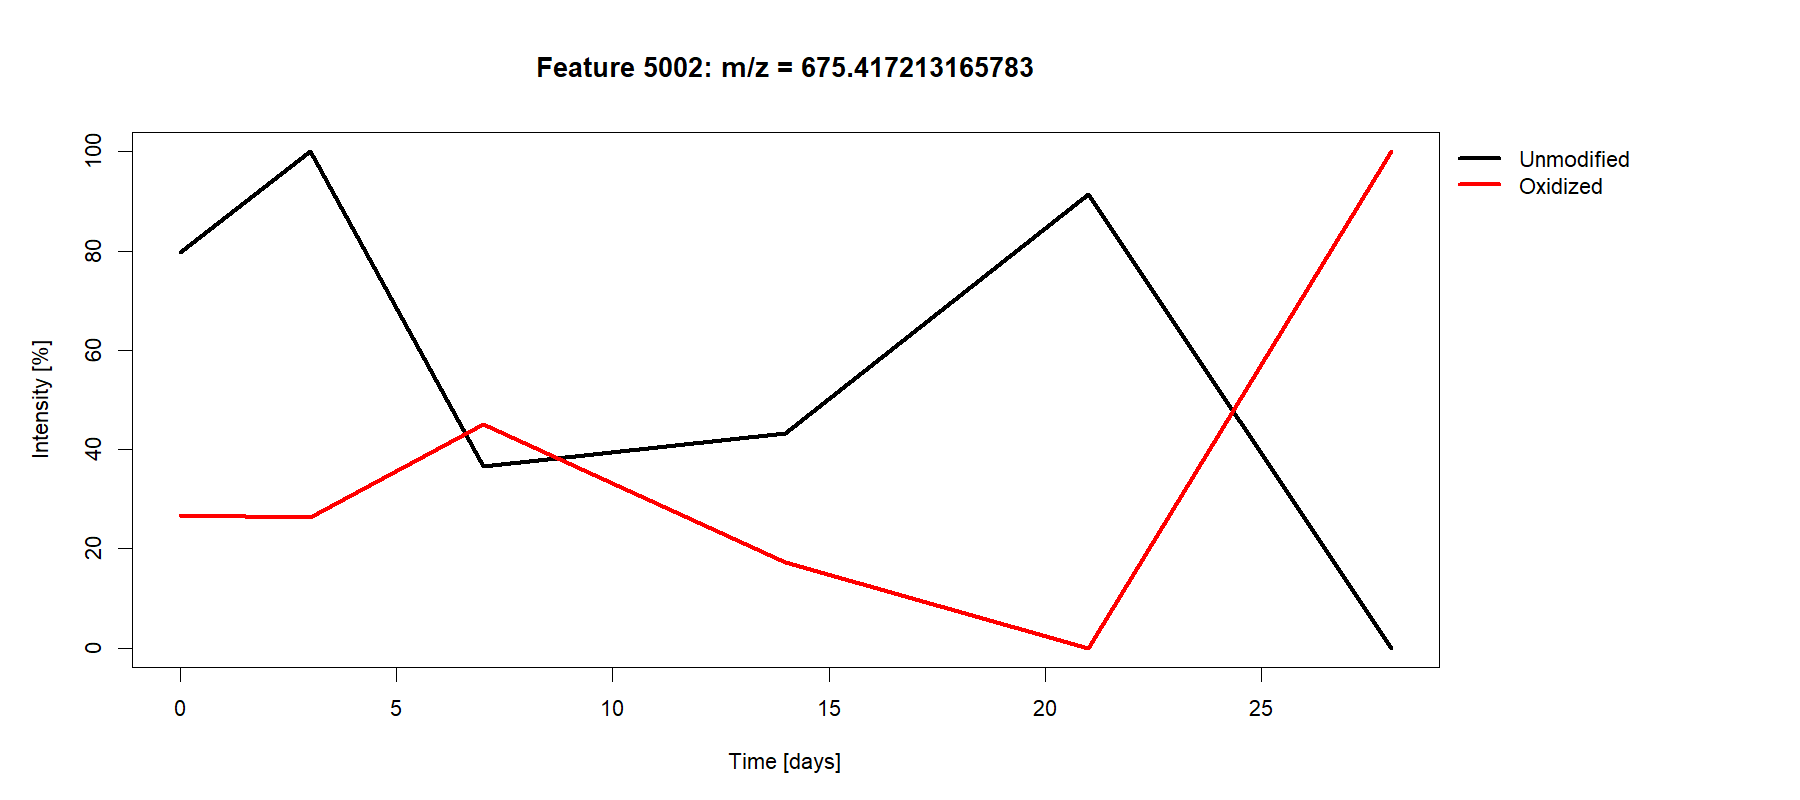 Feature 5002: m/z = 675.417213165783
Unmodified
Oxidized
Intensity [%]
100
80
60
40
20
0
0 5 10 15 20 25
Time [days]